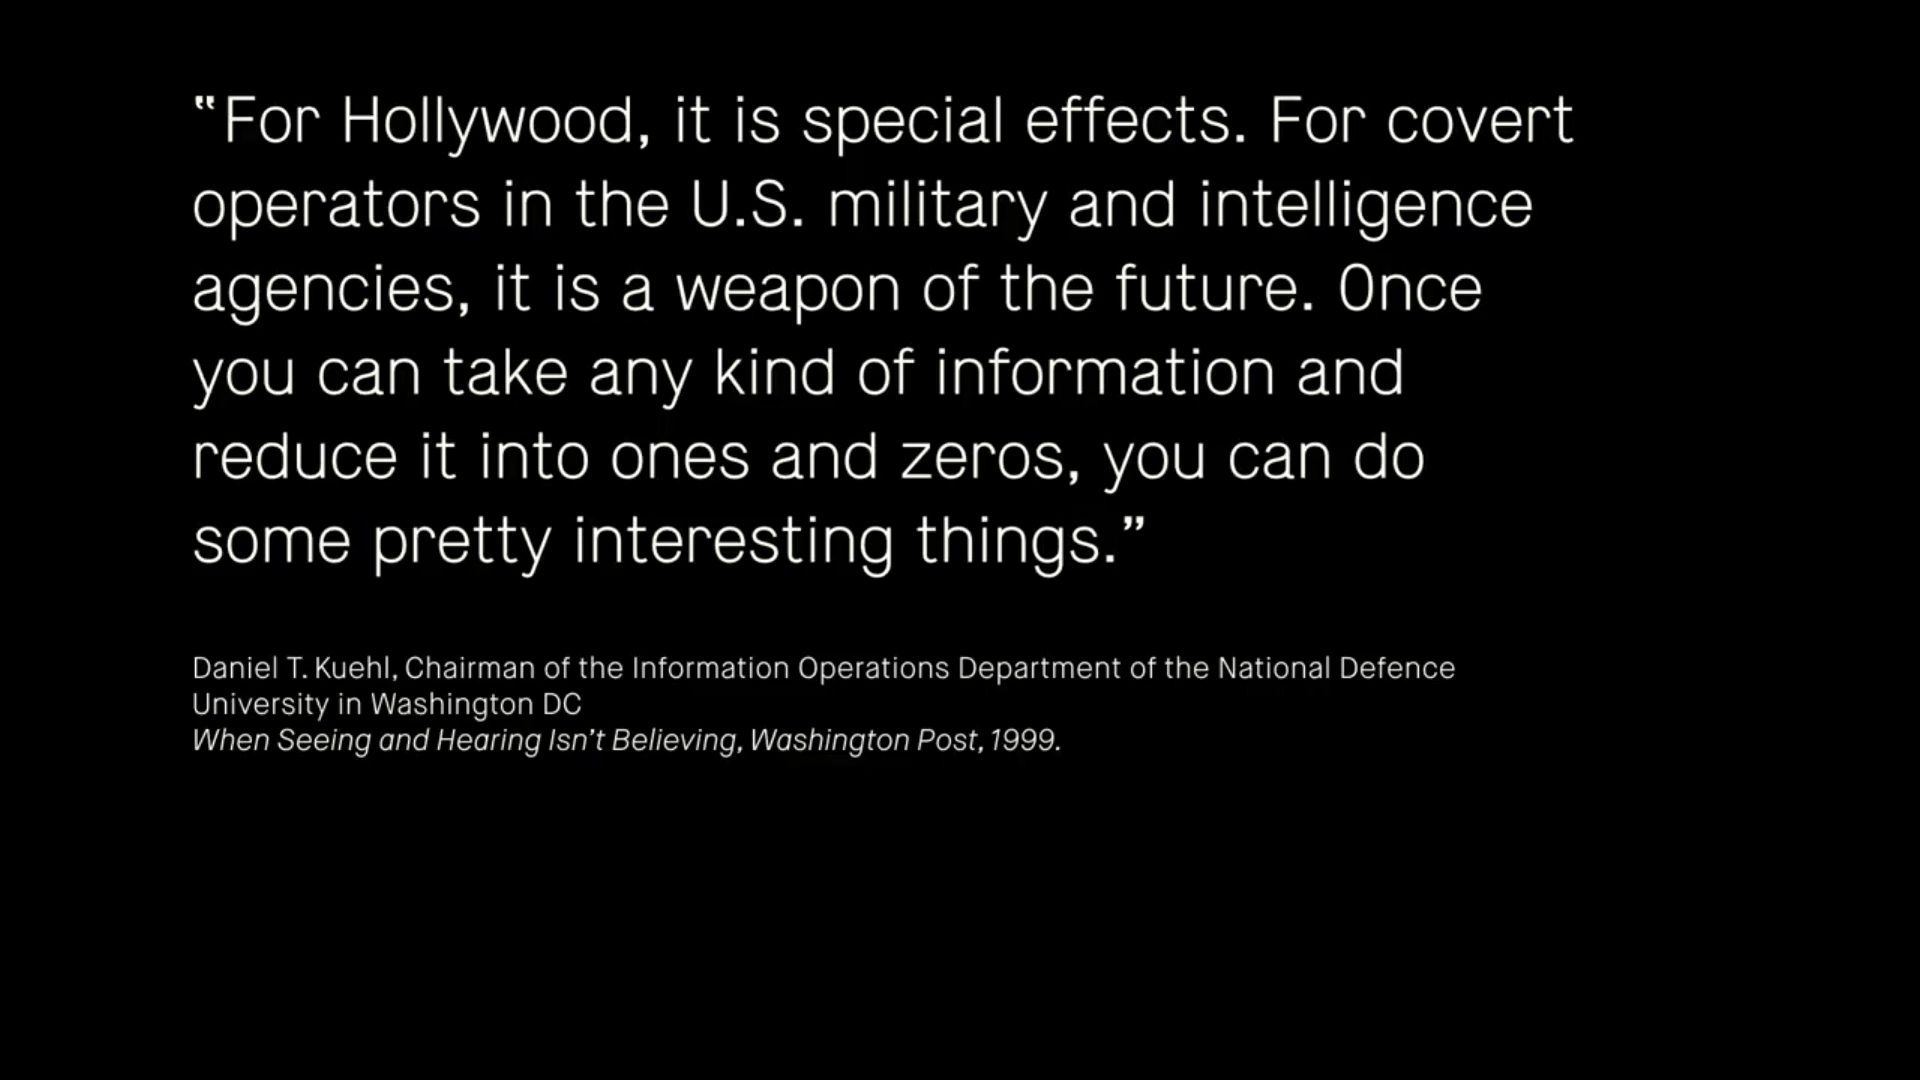 “For Hollywood, it is special effects. For covert
operators in the U.S. military and intelligence
agencies, it is a weapon of the future. Once
you can take any kind of information and
reduce it into ones and zeros, you can do
some pretty interesting things.”
Daniel T. Kuehl, Chairman of the Information Operations Department of the National Defence
University in Washington DC
When Seeing and Hearing Isn’t Believing, Washington Post, 1999.